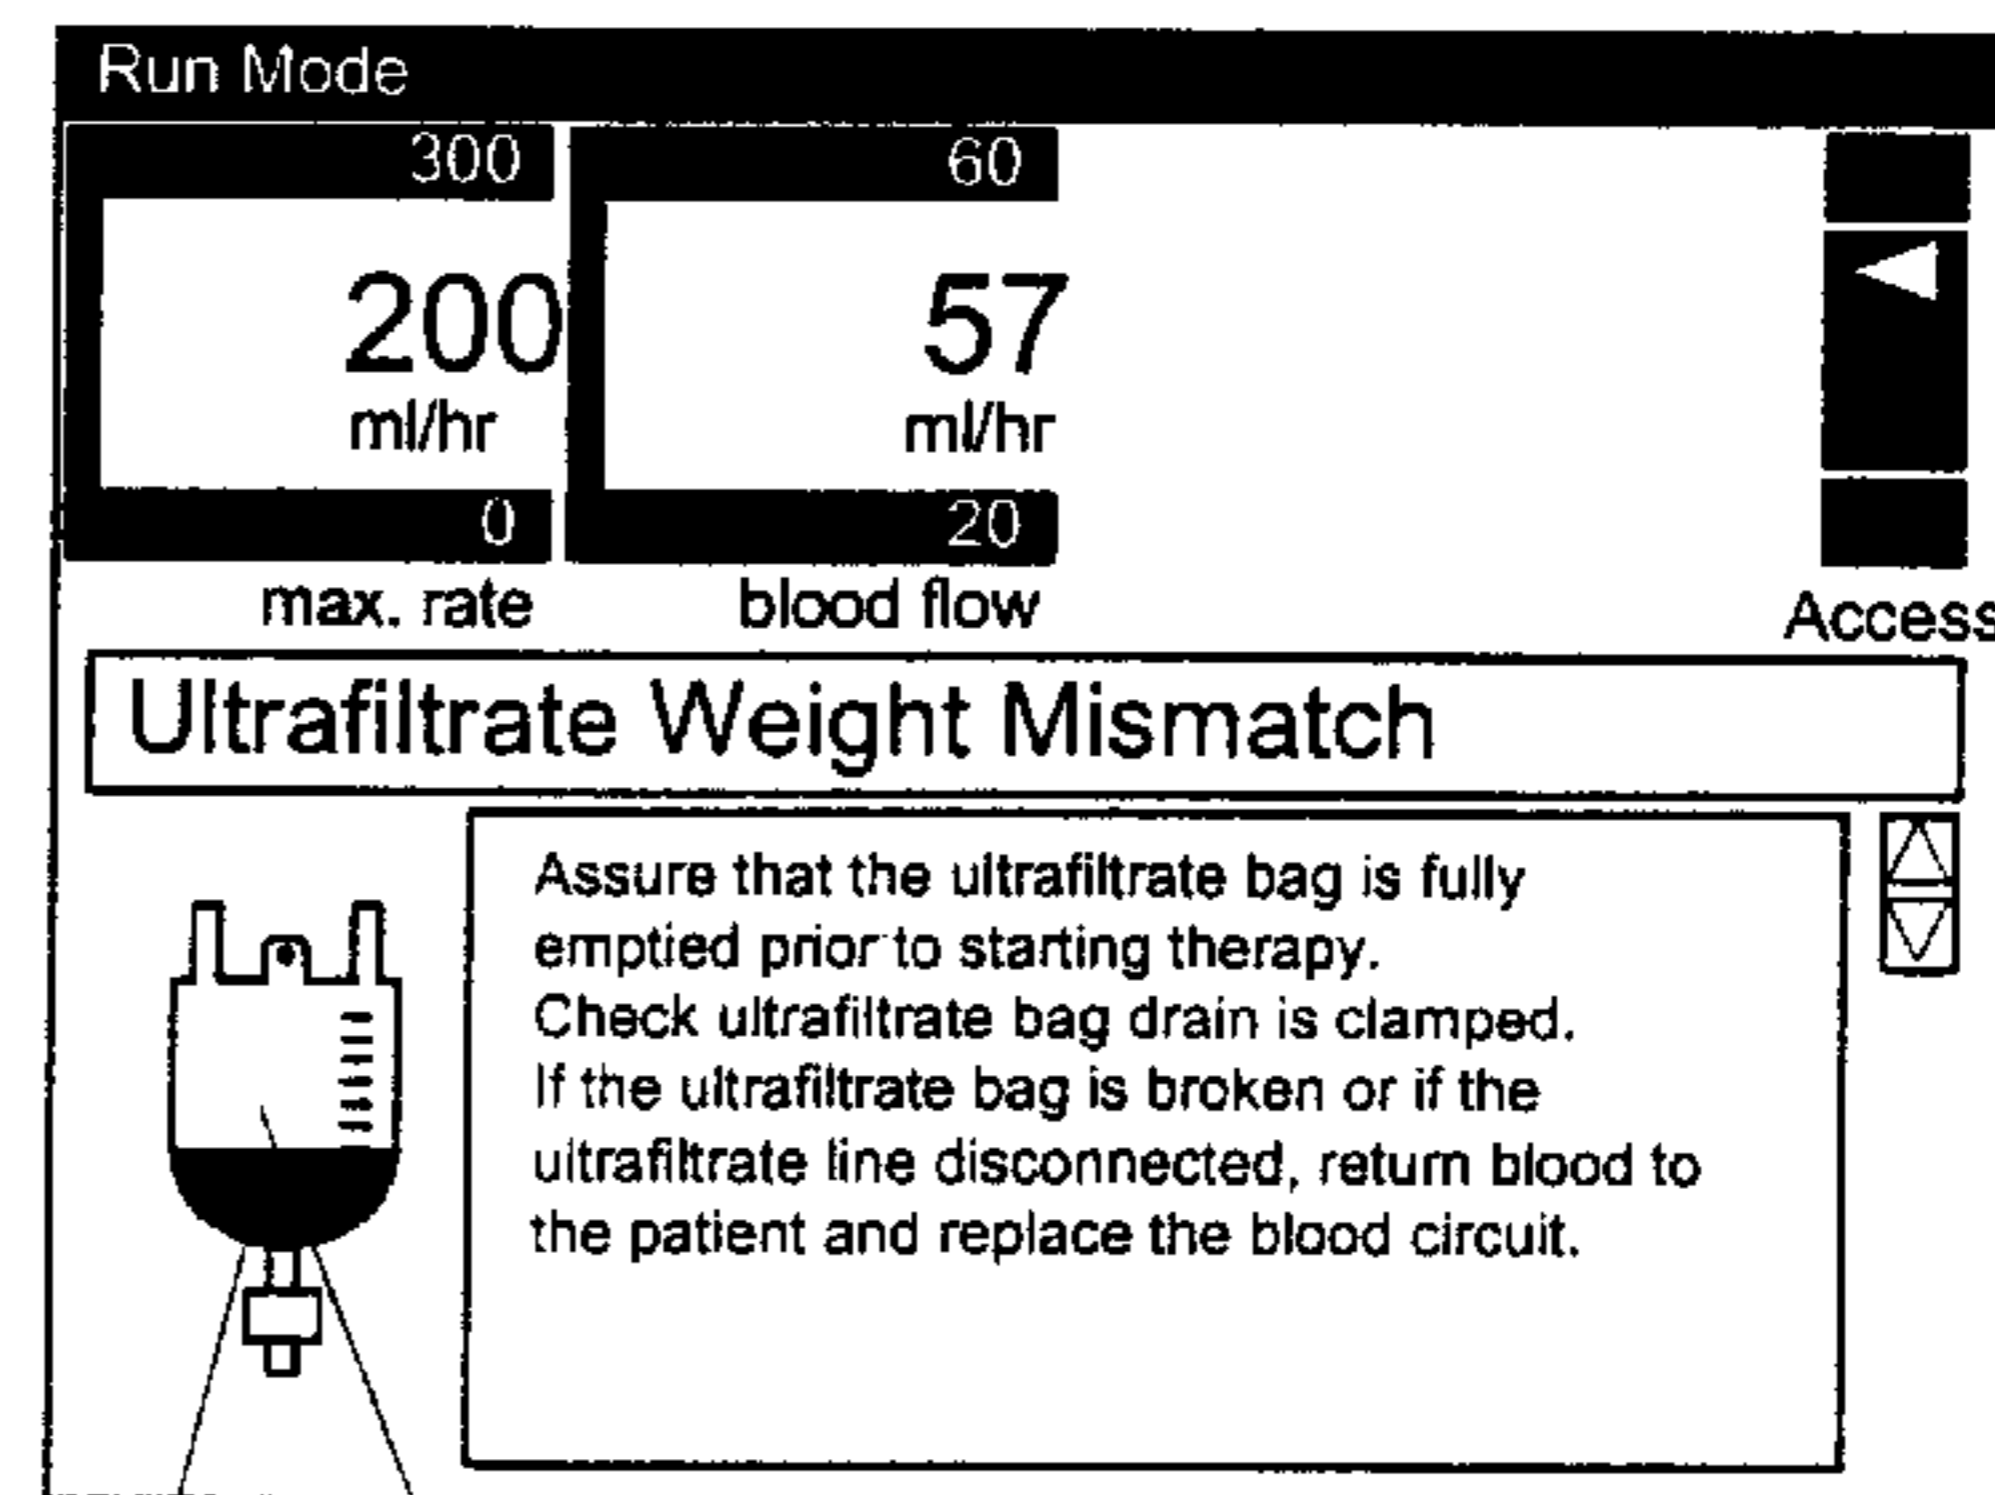 Run Mode
300
60
200
57
ml/hr
ml/hr
0
20
max. rate
blood flow
Access
Ultrafiltrate Weight Mismatch
Assure that the ultrafiltrate bag is fully
emptied prior to starting therapy.
Check ultrafiltrate bag drain is clamped.
If the ultrafiltrate bag is broken or if the
ultrafiltrate line disconnected, return blood to
the patient and replace the blood circuit.